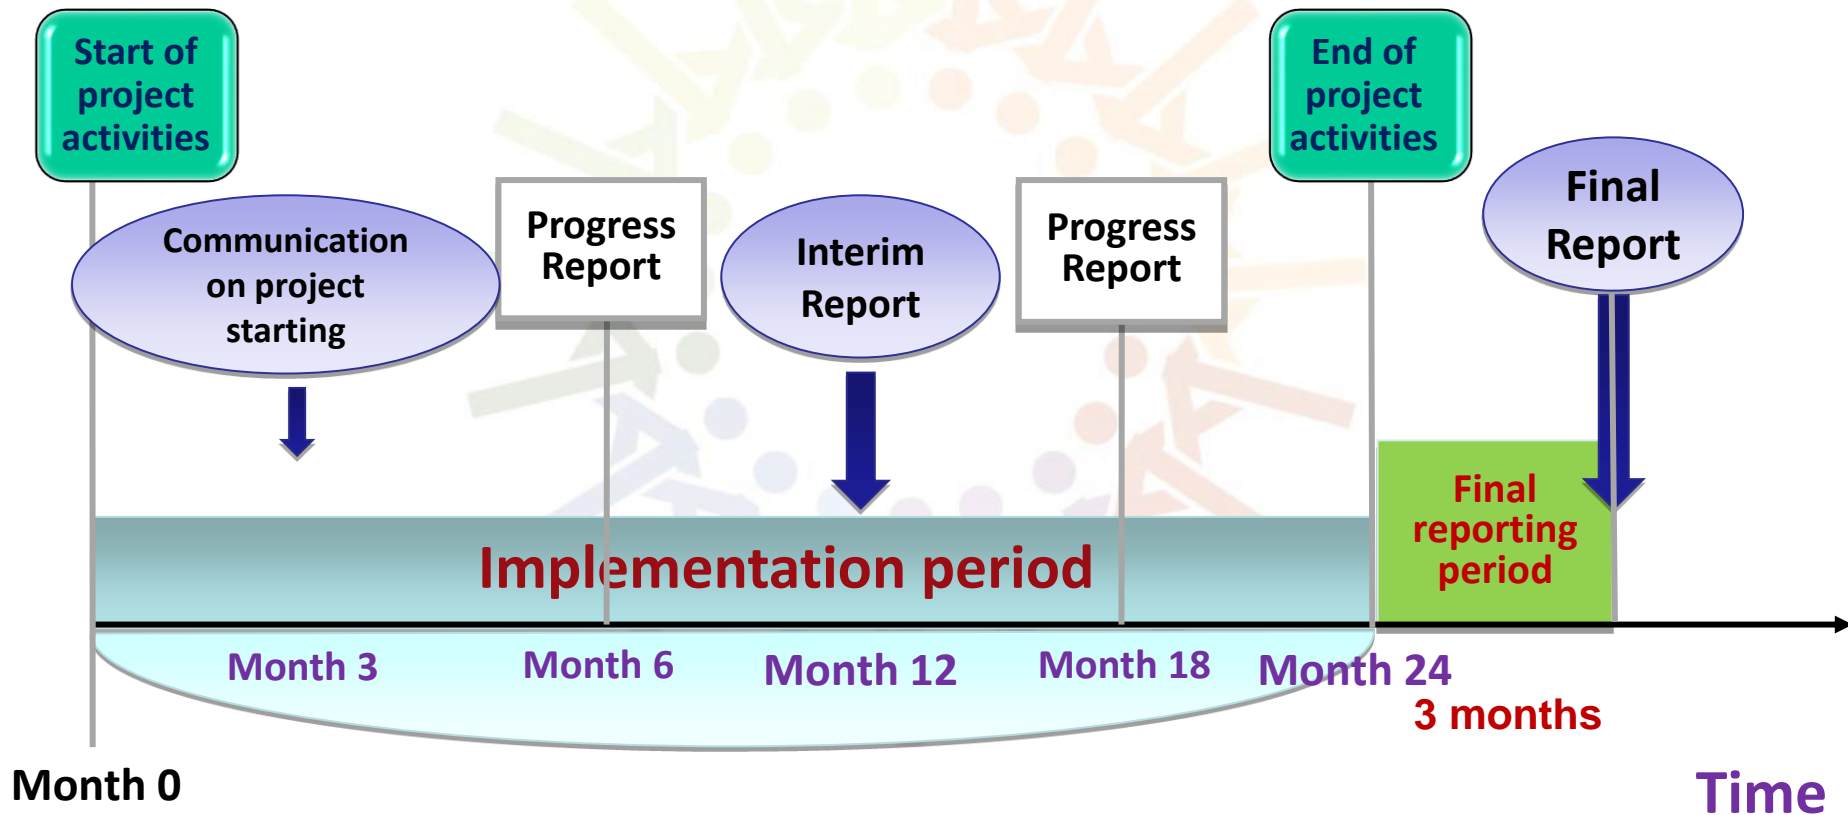 Start of
project
activities
Communication
on project
starting
Progress
Report
Interim
Report
Progress
Report
End of
project
activities
Final
Report
Implementation period
Final
reporting
period
Month 3
Month 6
Month 12
Month 18
Month 24
3 months
Month 0
Time